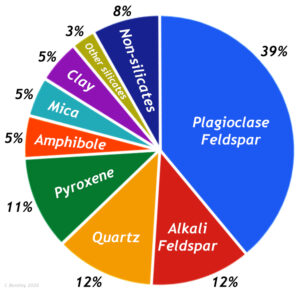 8%
Non-silicates
3%
Other silicates
5%
Clay
5%
Mica
5%
Amphibole
11%
Pyroxene
12%
Quartz
12%
Alkali
Feldspar
39%
Plagioclase
Feldspar